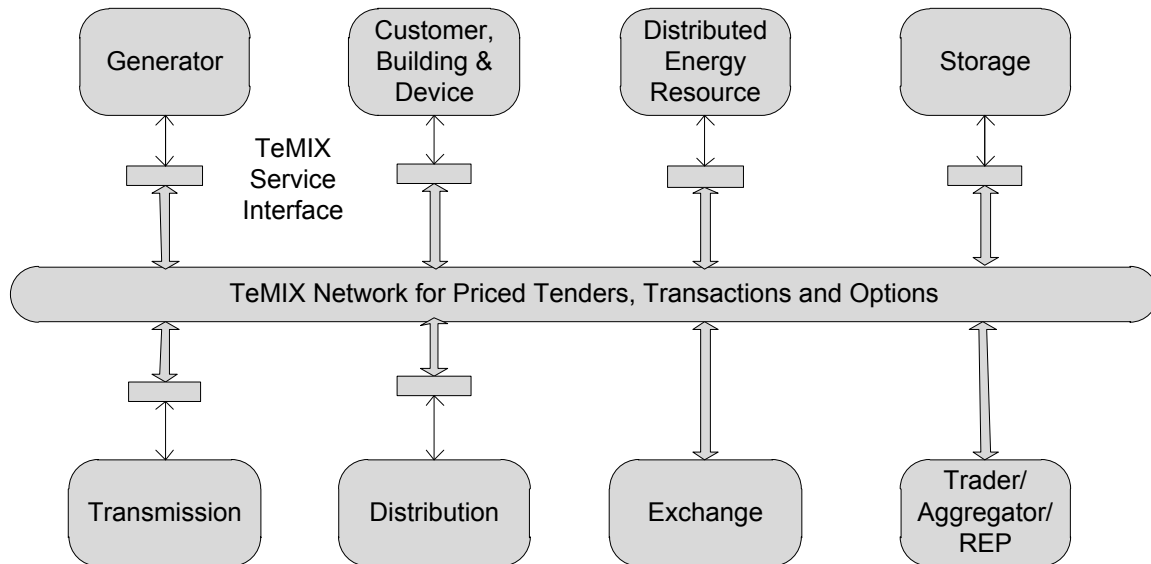 Generator
Customer,
Building &
Device
Distributed
Energy
Resource
Storage
TeMIX
Service
Interface
TeMIX Network for Priced Tenders, Transactions and Options
Transmission
Distribution
Exchange
Trader/
Aggregator/
REP